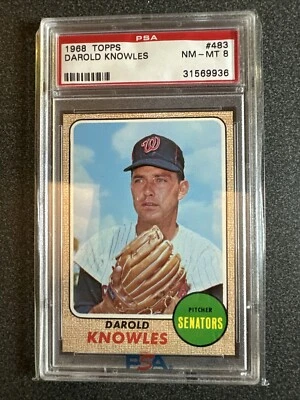 PSA
1968 TOPPS #483
DAROLD KNOWLES NM-MT 8
31569936
W
PITCHER
SENATORS
DAROLD
KNOWLES
PSA